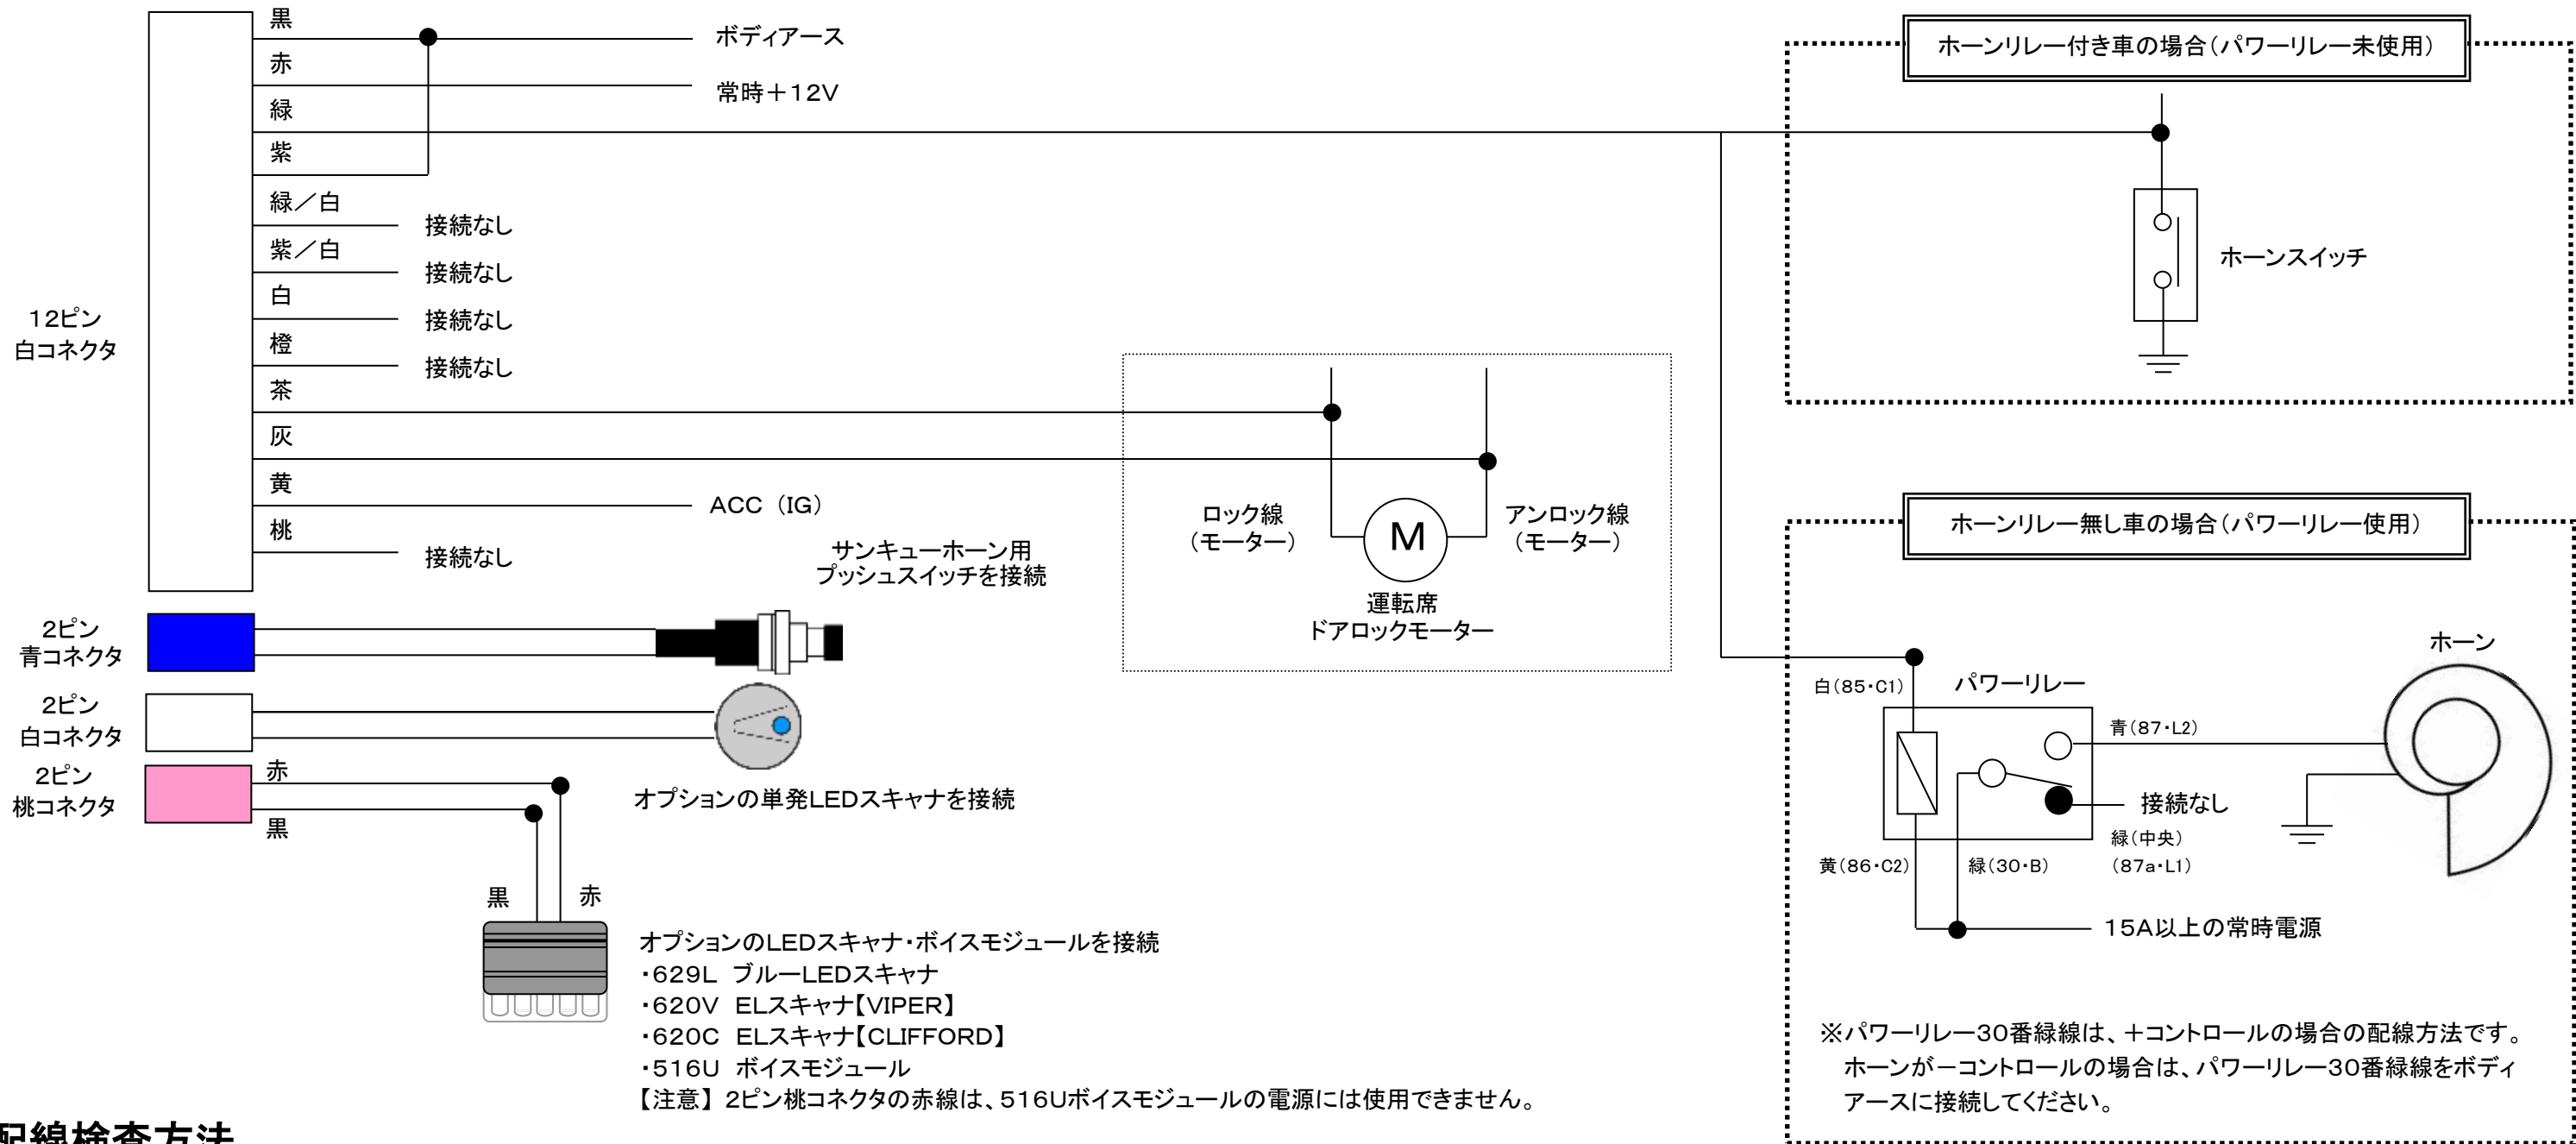 黒
ボディアース
赤
常時＋12V
緑
紫
緑／白
接続なし
紫／白
接続なし
白
接続なし
橙
接続なし
茶
灰
黄
ACC（IG）
桃
接続なし
12ピン
白コネクタ
2ピン
青コネクタ
サンキューホーン用
プッシュスイッチを接続
2ピン
白コネクタ
オプションの単発LEDスキャナを接続
2ピン
桃コネクタ
赤
黒
黒
赤
オプションのLEDスキャナ・ボイスモジュールを接続
・629L ブルーLEDスキャナ
・620V ELスキャナ【VIPER】
・620C ELスキャナ【CLIFFORD】
・516U ボイスモジュール
【注意】 2ピン桃コネクタの赤線は、516Uボイスモジュールの電源には使用できません。
ロック線
（モーター）
M
アンロック線
（モーター）
運転席
ドアロックモーター
ホーンリレー付き車の場合（パワーリレー未使用）
ホーンスイッチ
ホーンリレー無し車の場合（パワーリレー使用）
ホーン
白（85・C1）
パワーリレー
青（87・L2）
接続なし
緑（中央）
（87a・L1）
黄（86・C2）
緑（30・B）
15A以上の常時電源
※パワーリレー30番緑線は、＋コントロールの場合の配線方法です。
ホーンが－コントロールの場合は、パワーリレー30番緑線をボディ
アースに接続してください。
配線検査方法